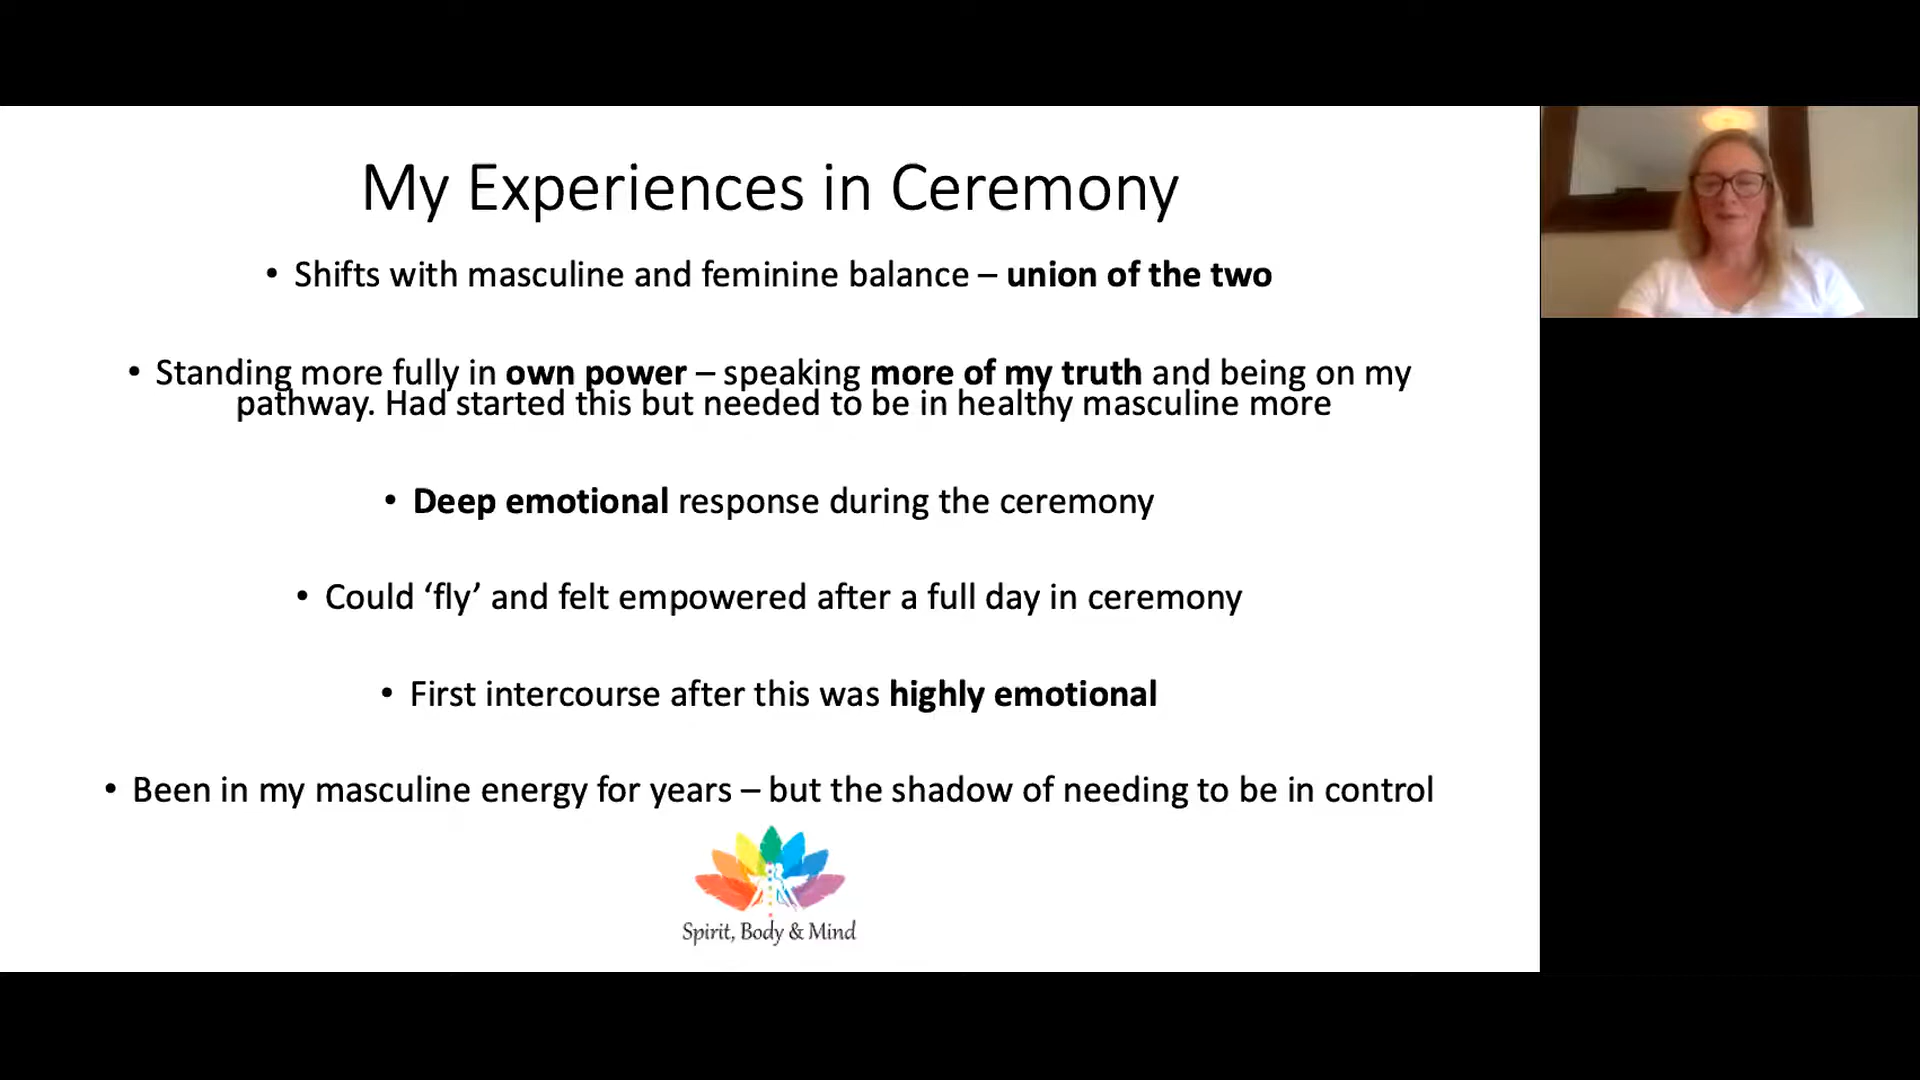 My Experiences in Ceremony
• Shifts with masculine and feminine balance – union of the two
• Standing more fully in own power – speaking more of my truth and being on my
pathway. Had started this but needed to be in healthy masculine more
• Deep emotional response during the ceremony
• Could ‘fly’ and felt empowered after a full day in ceremony
• First intercourse after this was highly emotional
• Been in my masculine energy for years – but the shadow of needing to be in control
Spirit, Body & Mind